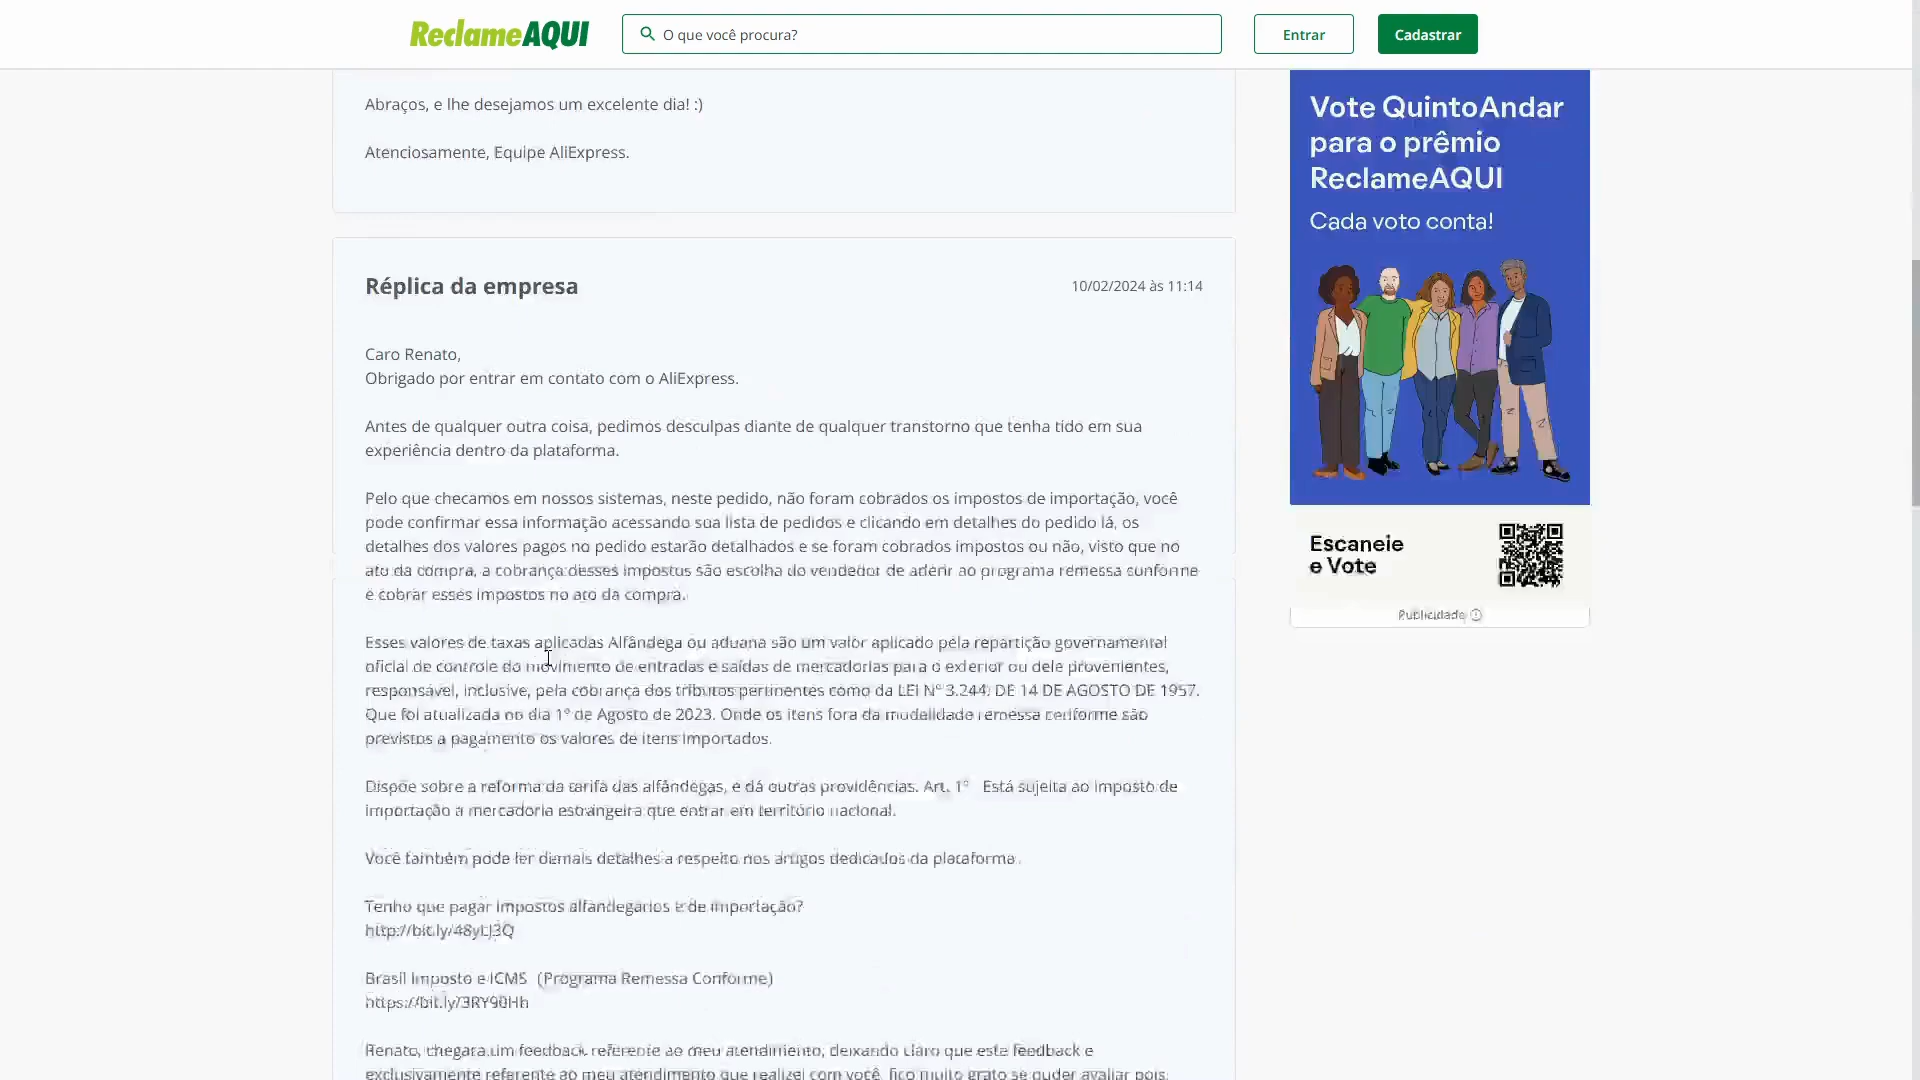 ReclameAQUI
O que você procura?
Entrar
Cadastrar
Abraços, e lhe desejamos um excelente dia! :)
Atenciosamente, Equipe AliExpress.
Réplica da empresa
10/02/2024 às 11:14
Caro Renato,
Obrigado por entrar em contato com o AliExpress.
Antes de qualquer outra coisa, pedimos desculpas diante de qualquer transtorno que tenha tido em sua
experiência dentro da plataforma.
Pelo que checamos em nossos sistemas, neste pedido, não foram cobrados os impostos de importação, você
pode confirmar essa informação acessando sua lista de pedidos e clicando em detalhes do pedido lá, os
detalhes dos valores pagos no pedido estarão detalhados e se foram cobrados impostos ou não, visto que no
ato da compra, a cobrança desses impostos são escolha do vendedor de aderir ao programa remessa conforme
e cobrar esses impostos no ato da compra.
Esses valores de taxas aplicadas Alfândega ou aduana são um valor aplicado pela repartição governamental
oficial de controle do movimento de entradas e saídas de mercadorias para o exterior ou dele provenientes,
responsável, inclusive, pela cobrança dos tributos pertinentes como da LEI Nº 3.244, DE 14 DE AGOSTO DE 1957.
Que foi atualizada no dia 1º de Agosto de 2023. Onde os itens fora da modalidade remessa conforme são
previstos a pagamento os valores de itens importados.
Dispõe sobre a reforma da tarifa das alfândegas, e dá outras providências. Art. 1º Está sujeita ao imposto de
importação a mercadoria estrangeira que entrar em território nacional.
Você também pode ler demais detalhes a respeito nos artigos dedicados da plataforma.
Tenho que pagar impostos alfandegários e de importação?
Brasil Imposto e ICMS (Programa Remessa Conforme)
Renato, chegara um feedback referente ao meu atendimento, deixando claro que este feedback e
exclusivamente referente ao meu atendimento que realizei com você, fico muito grato se puder avaliar pois
Vote QuintoAndar
para o prêmio
ReclameAQUI
Cada voto conta!
Escaneie
e Vote
Publicidade